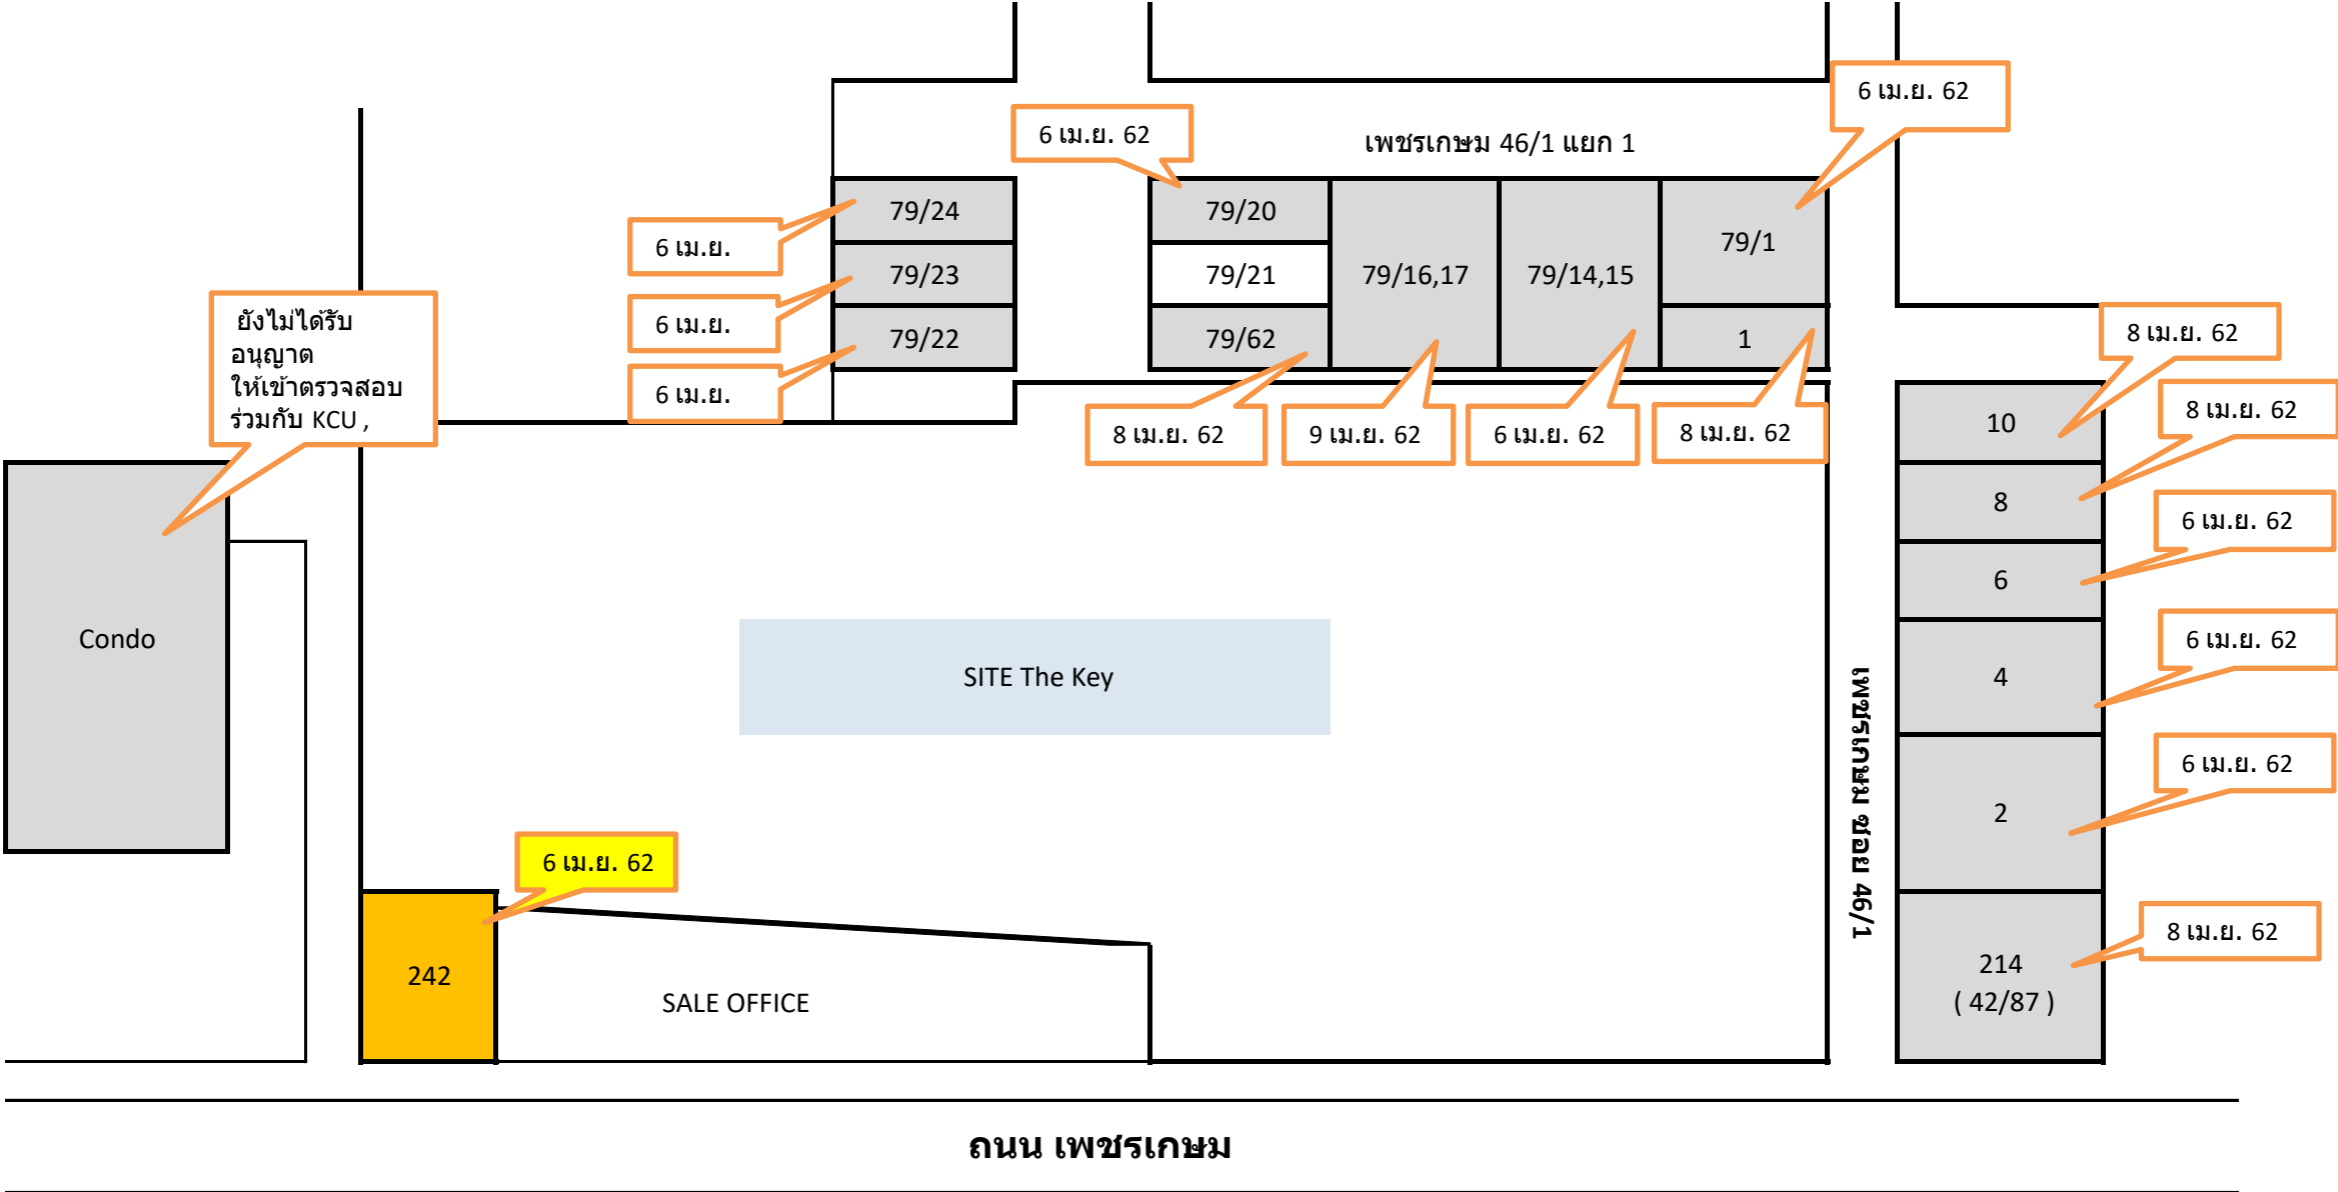 6 เม.ย. 62
6 เม.ย. 62
เพชรเกษม 46/1 แยก 1
79/24
79/23
79/22
6 เม.ย.
6 เม.ย.
6 เม.ย.
79/20
79/21
79/62
79/16,17
79/14,15
79/1
1
ยังไม่ได้รับ
อนุญาต
ให้เข้าตรวจสอบ
ร่วมกับ KCU ,
8 เม.ย. 62
9 เม.ย. 62
6 เม.ย. 62
8 เม.ย. 62
8 เม.ย. 62
8 เม.ย. 62
6 เม.ย. 62
6 เม.ย. 62
6 เม.ย. 62
8 เม.ย. 62
10
8
6
4
2
214
( 42/87 )
Condo
SITE The Key
เพชรเกษม ซอย 46/1
6 เม.ย. 62
242
SALE OFFICE
ถนน เพชรเกษม